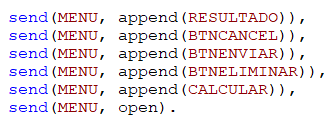 send(MENU, append(RESULTADO)),
send(MENU, append(BTNCANCEL)),
send(MENU, append(BTNENVIAR)),
send(MENU, append(BTNELIMINAR)),
send(MENU, append(CALCULAR)),
send(MENU, open).